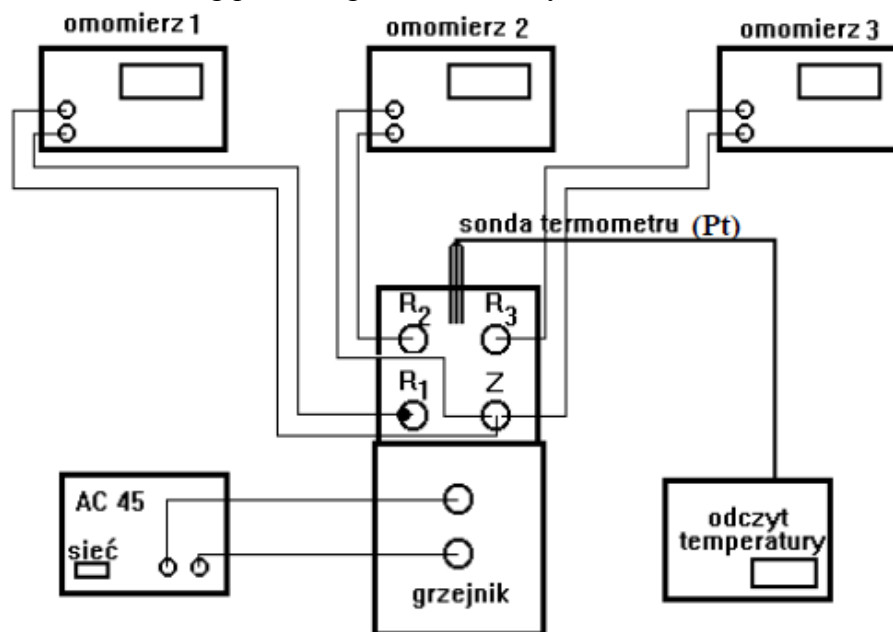 omomierz 1
omomierz 2
omomierz 3
sonda termometru (Pt)
R2
R3
R1
Z
AC 45
sieć
odczyt
temperatury
grzejnik